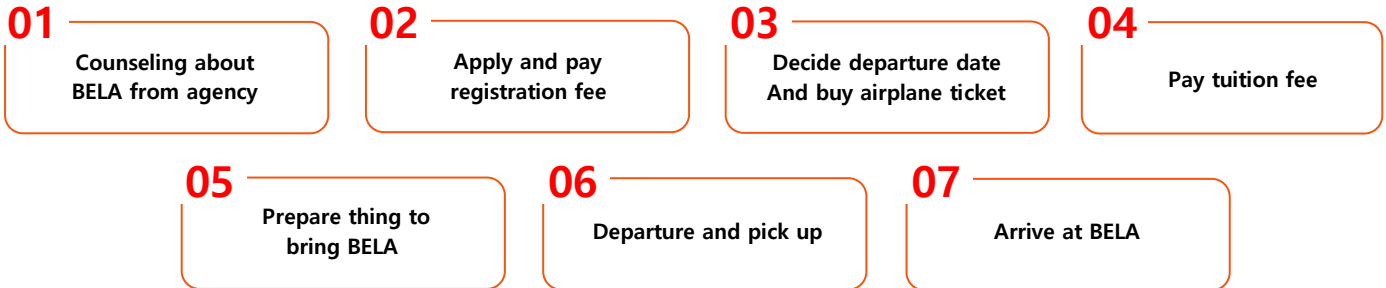 01
Counseling about
BELA from agency
02
Apply and pay
registration fee
03
Decide departure date
And buy airplane ticket
04
Pay tuition fee
05
Prepare thing to
bring BELA
06
Departure and pick up
07
Arrive at BELA